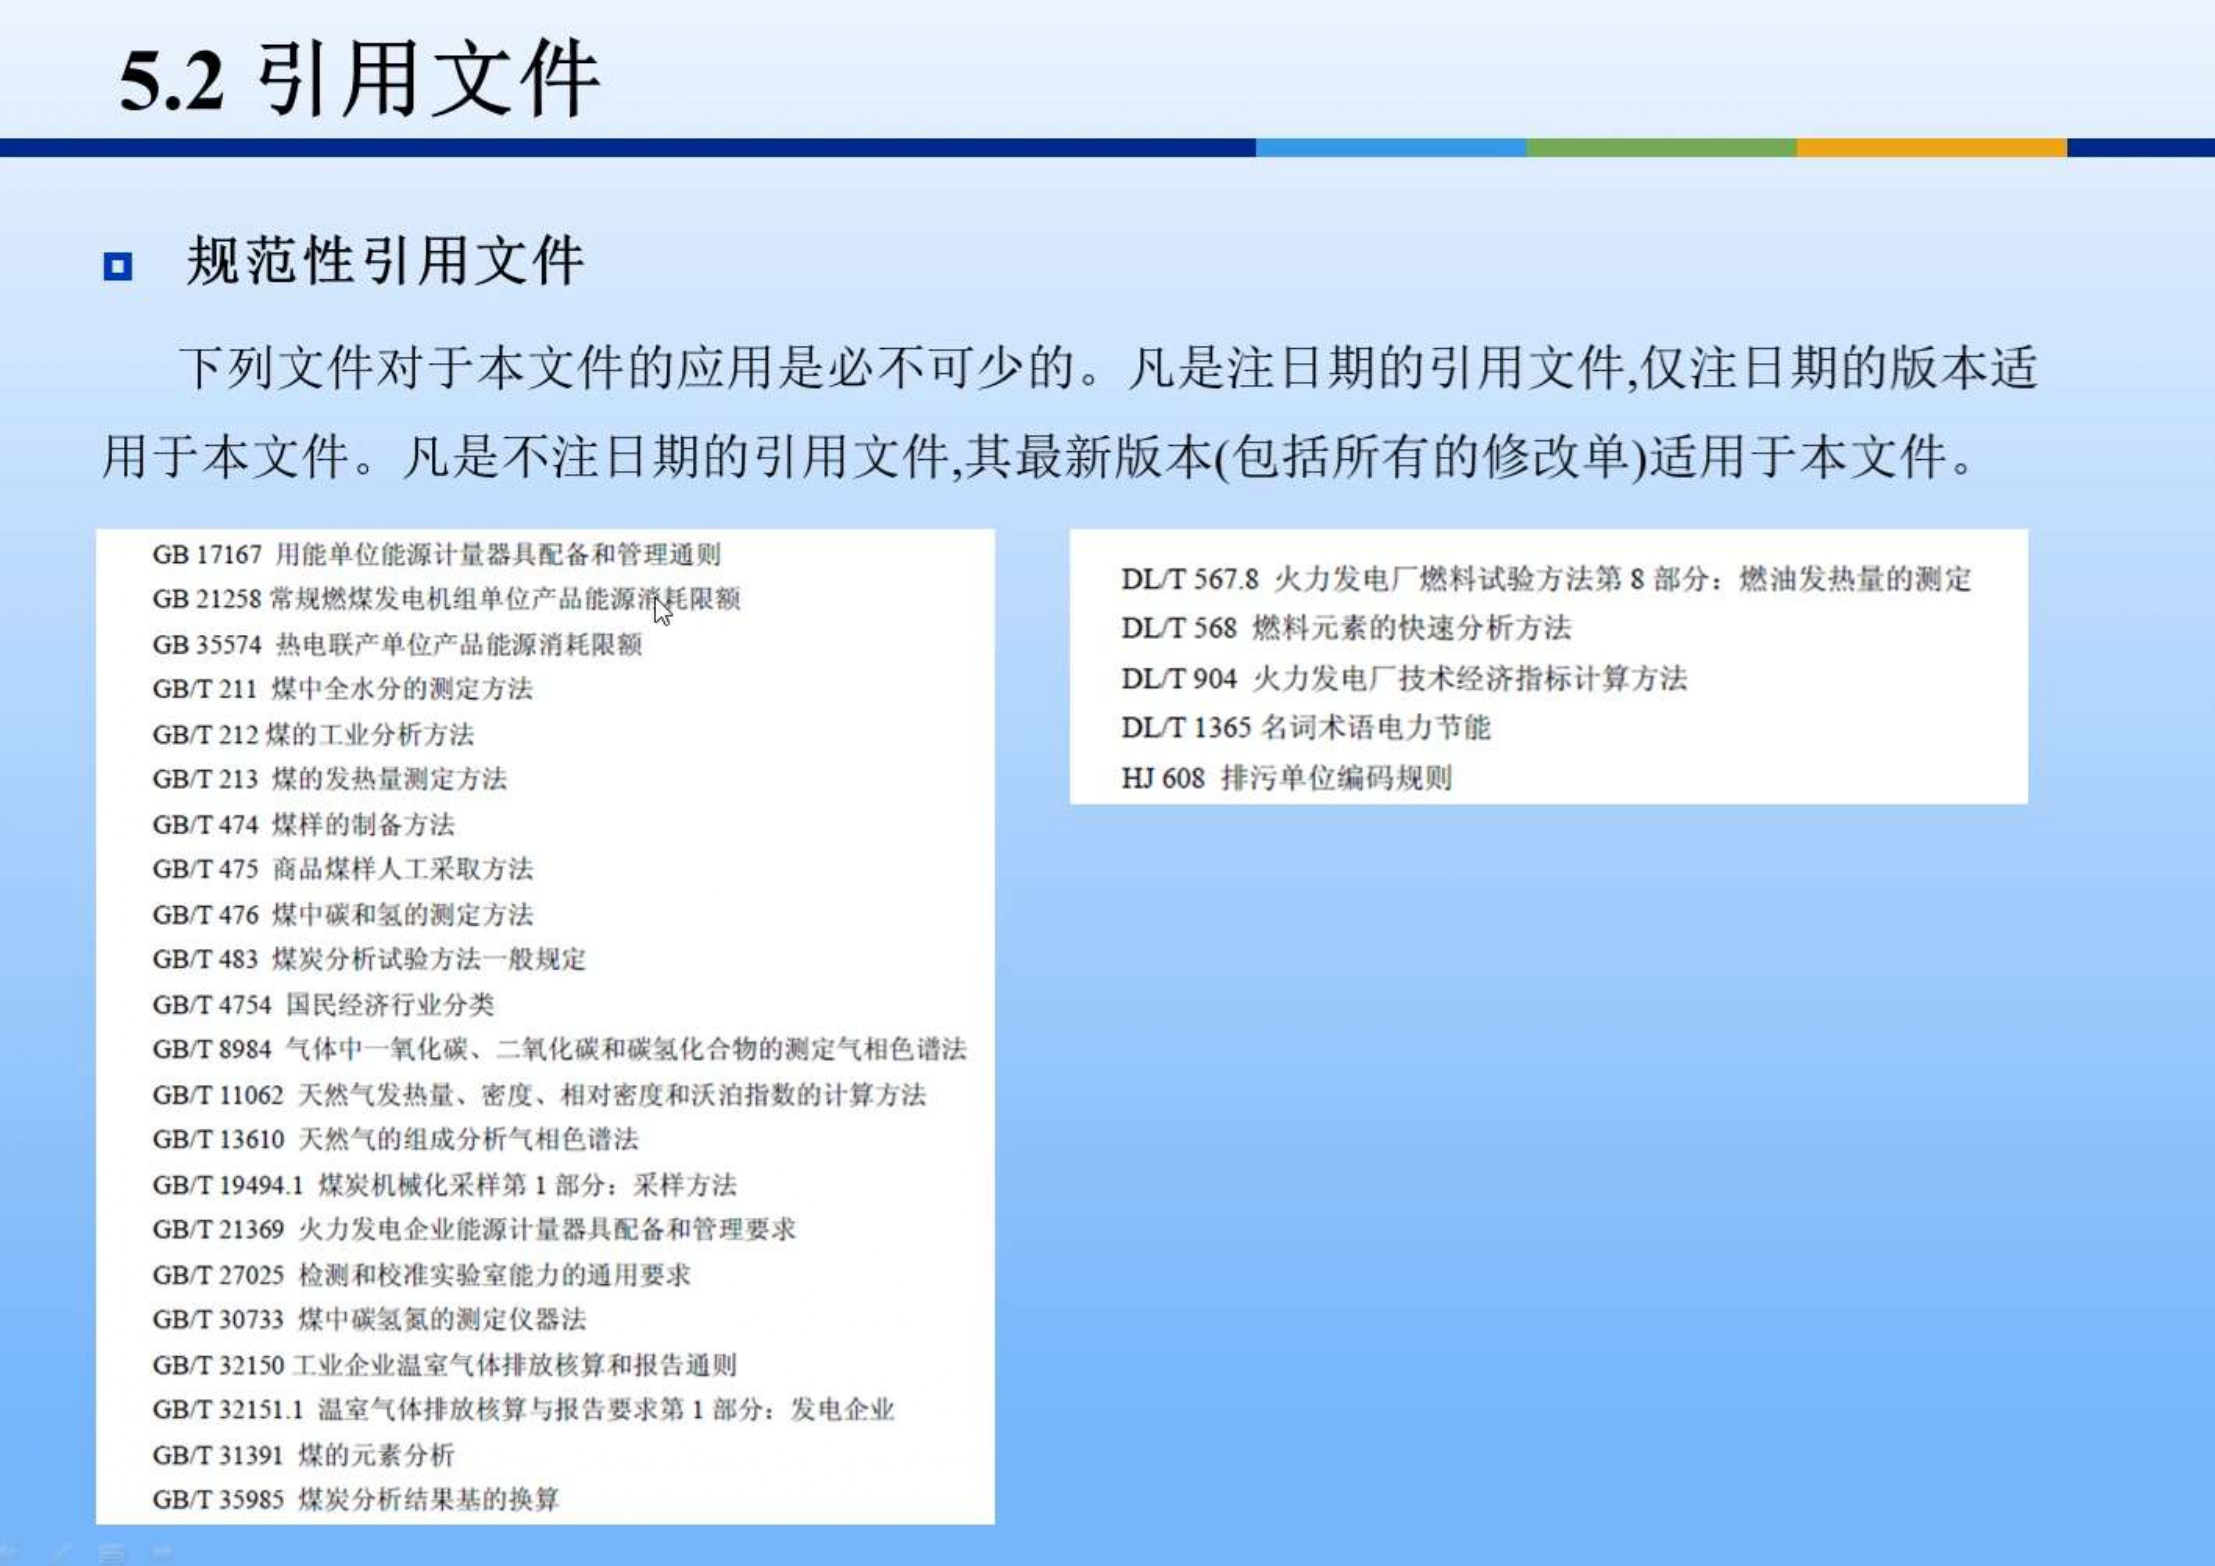 5.2 引用文件
规范性引用文件
下列文件对于本文件的应用是必不可少的。凡是注日期的引用文件,仅注日期的版本适
用于本文件。凡是不注日期的引用文件,其最新版本(包括所有的修改单)适用于本文件。
GB 17167 用能单位能源计量器具配备和管理通则
GB 21258 常规燃煤发电机组单位产品能源消耗限额
GB 35574 热电联产单位产品能源消耗限额
GB/T 211 煤中全水分的测定方法
GB/T 212 煤的工业分析方法
GB/T 213 煤的发热量测定方法
GB/T 474 煤样的制备方法
GB/T 475 商品煤样人工采取方法
GB/T 476 煤中碳和氢的测定方法
GB/T 483 煤炭分析试验方法一般规定
GB/T 4754 国民经济行业分类
GB/T 8984 气体中一氧化碳、二氧化碳和碳氢化合物的测定气相色谱法
GB/T 11062 天然气发热量、密度、相对密度和沃泊指数的计算方法
GB/T 13610 天然气的组成分析气相色谱法
GB/T 19494.1 煤炭机械化采样第 1 部分：采样方法
GB/T 21369 火力发电企业能源计量器具配备和管理要求
GB/T 27025 检测和校准实验室能力的通用要求
GB/T 30733 煤中碳氢氮的测定仪器法
GB/T 32150 工业企业温室气体排放核算和报告通则
GB/T 32151.1 温室气体排放核算与报告要求第 1 部分：发电企业
GB/T 31391 煤的元素分析
GB/T 35985 煤炭分析结果基的换算
DL/T 567.8 火力发电厂燃料试验方法第 8 部分：燃油发热量的测定
DL/T 568 燃料元素的快速分析方法
DL/T 904 火力发电厂技术经济指标计算方法
DL/T 1365 名词术语电力节能
HJ 608 排污单位编码规则